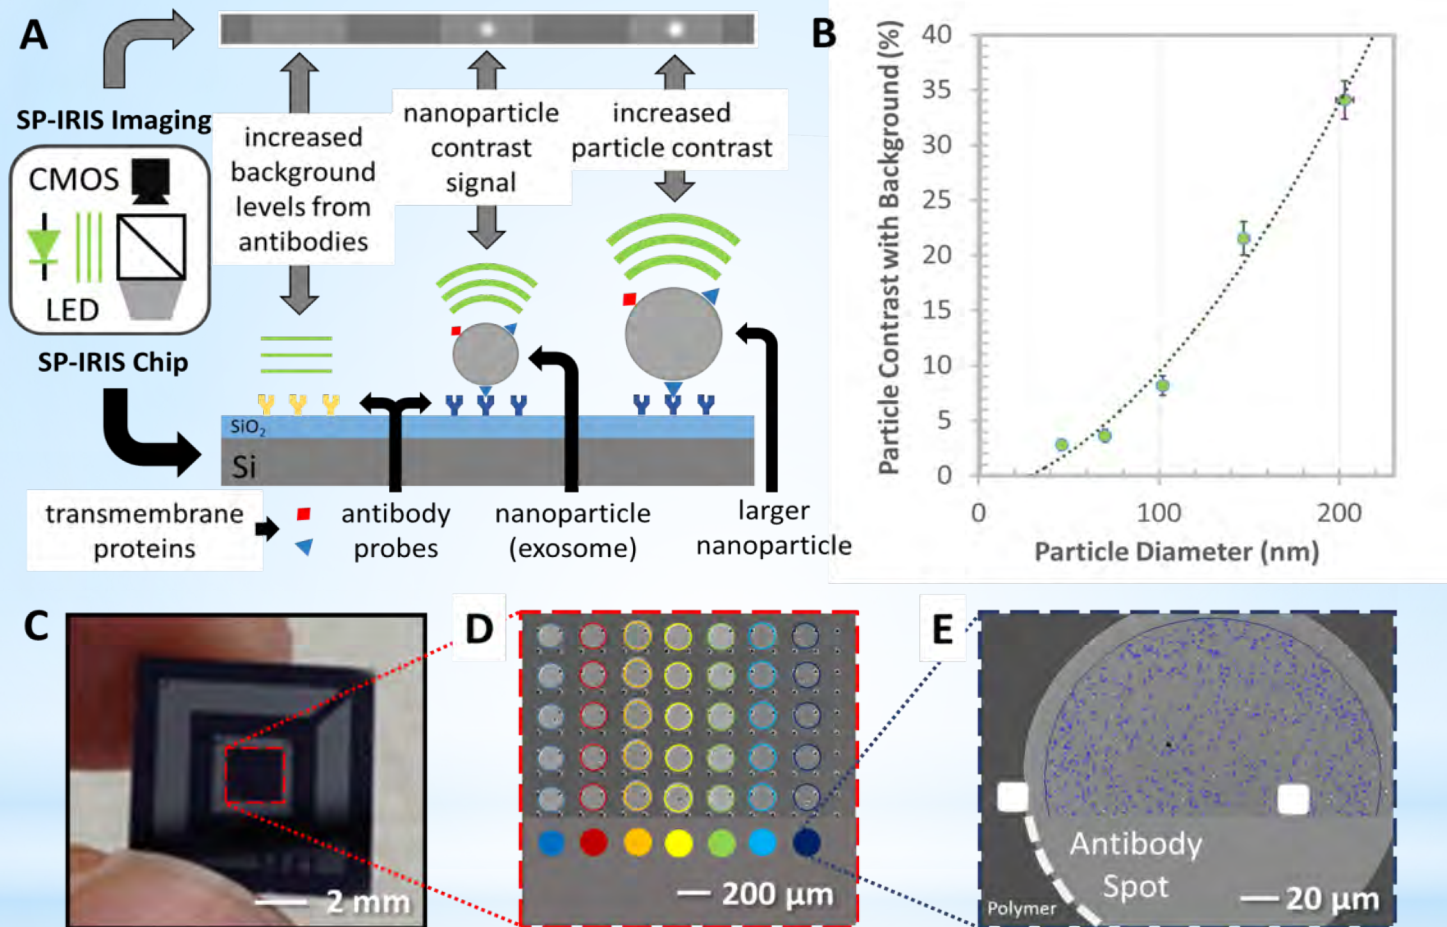 A
SP-IRIS Imaging
CMOS
LED
SP-IRIS Chip
increased
background
levels from
antibodies
nanoparticle
contrast
signal
increased
particle contrast
SiO₂
Si
transmembrane
proteins
antibody
probes
nanoparticle
(exosome)
larger
nanoparticle
B
Particle Contrast with Background (%)
40
35
30
25
20
15
10
5
0
0
100
200
Particle Diameter (nm)
C
2 mm
D
200 μm
E
Antibody
Spot
Polymer
20 μm